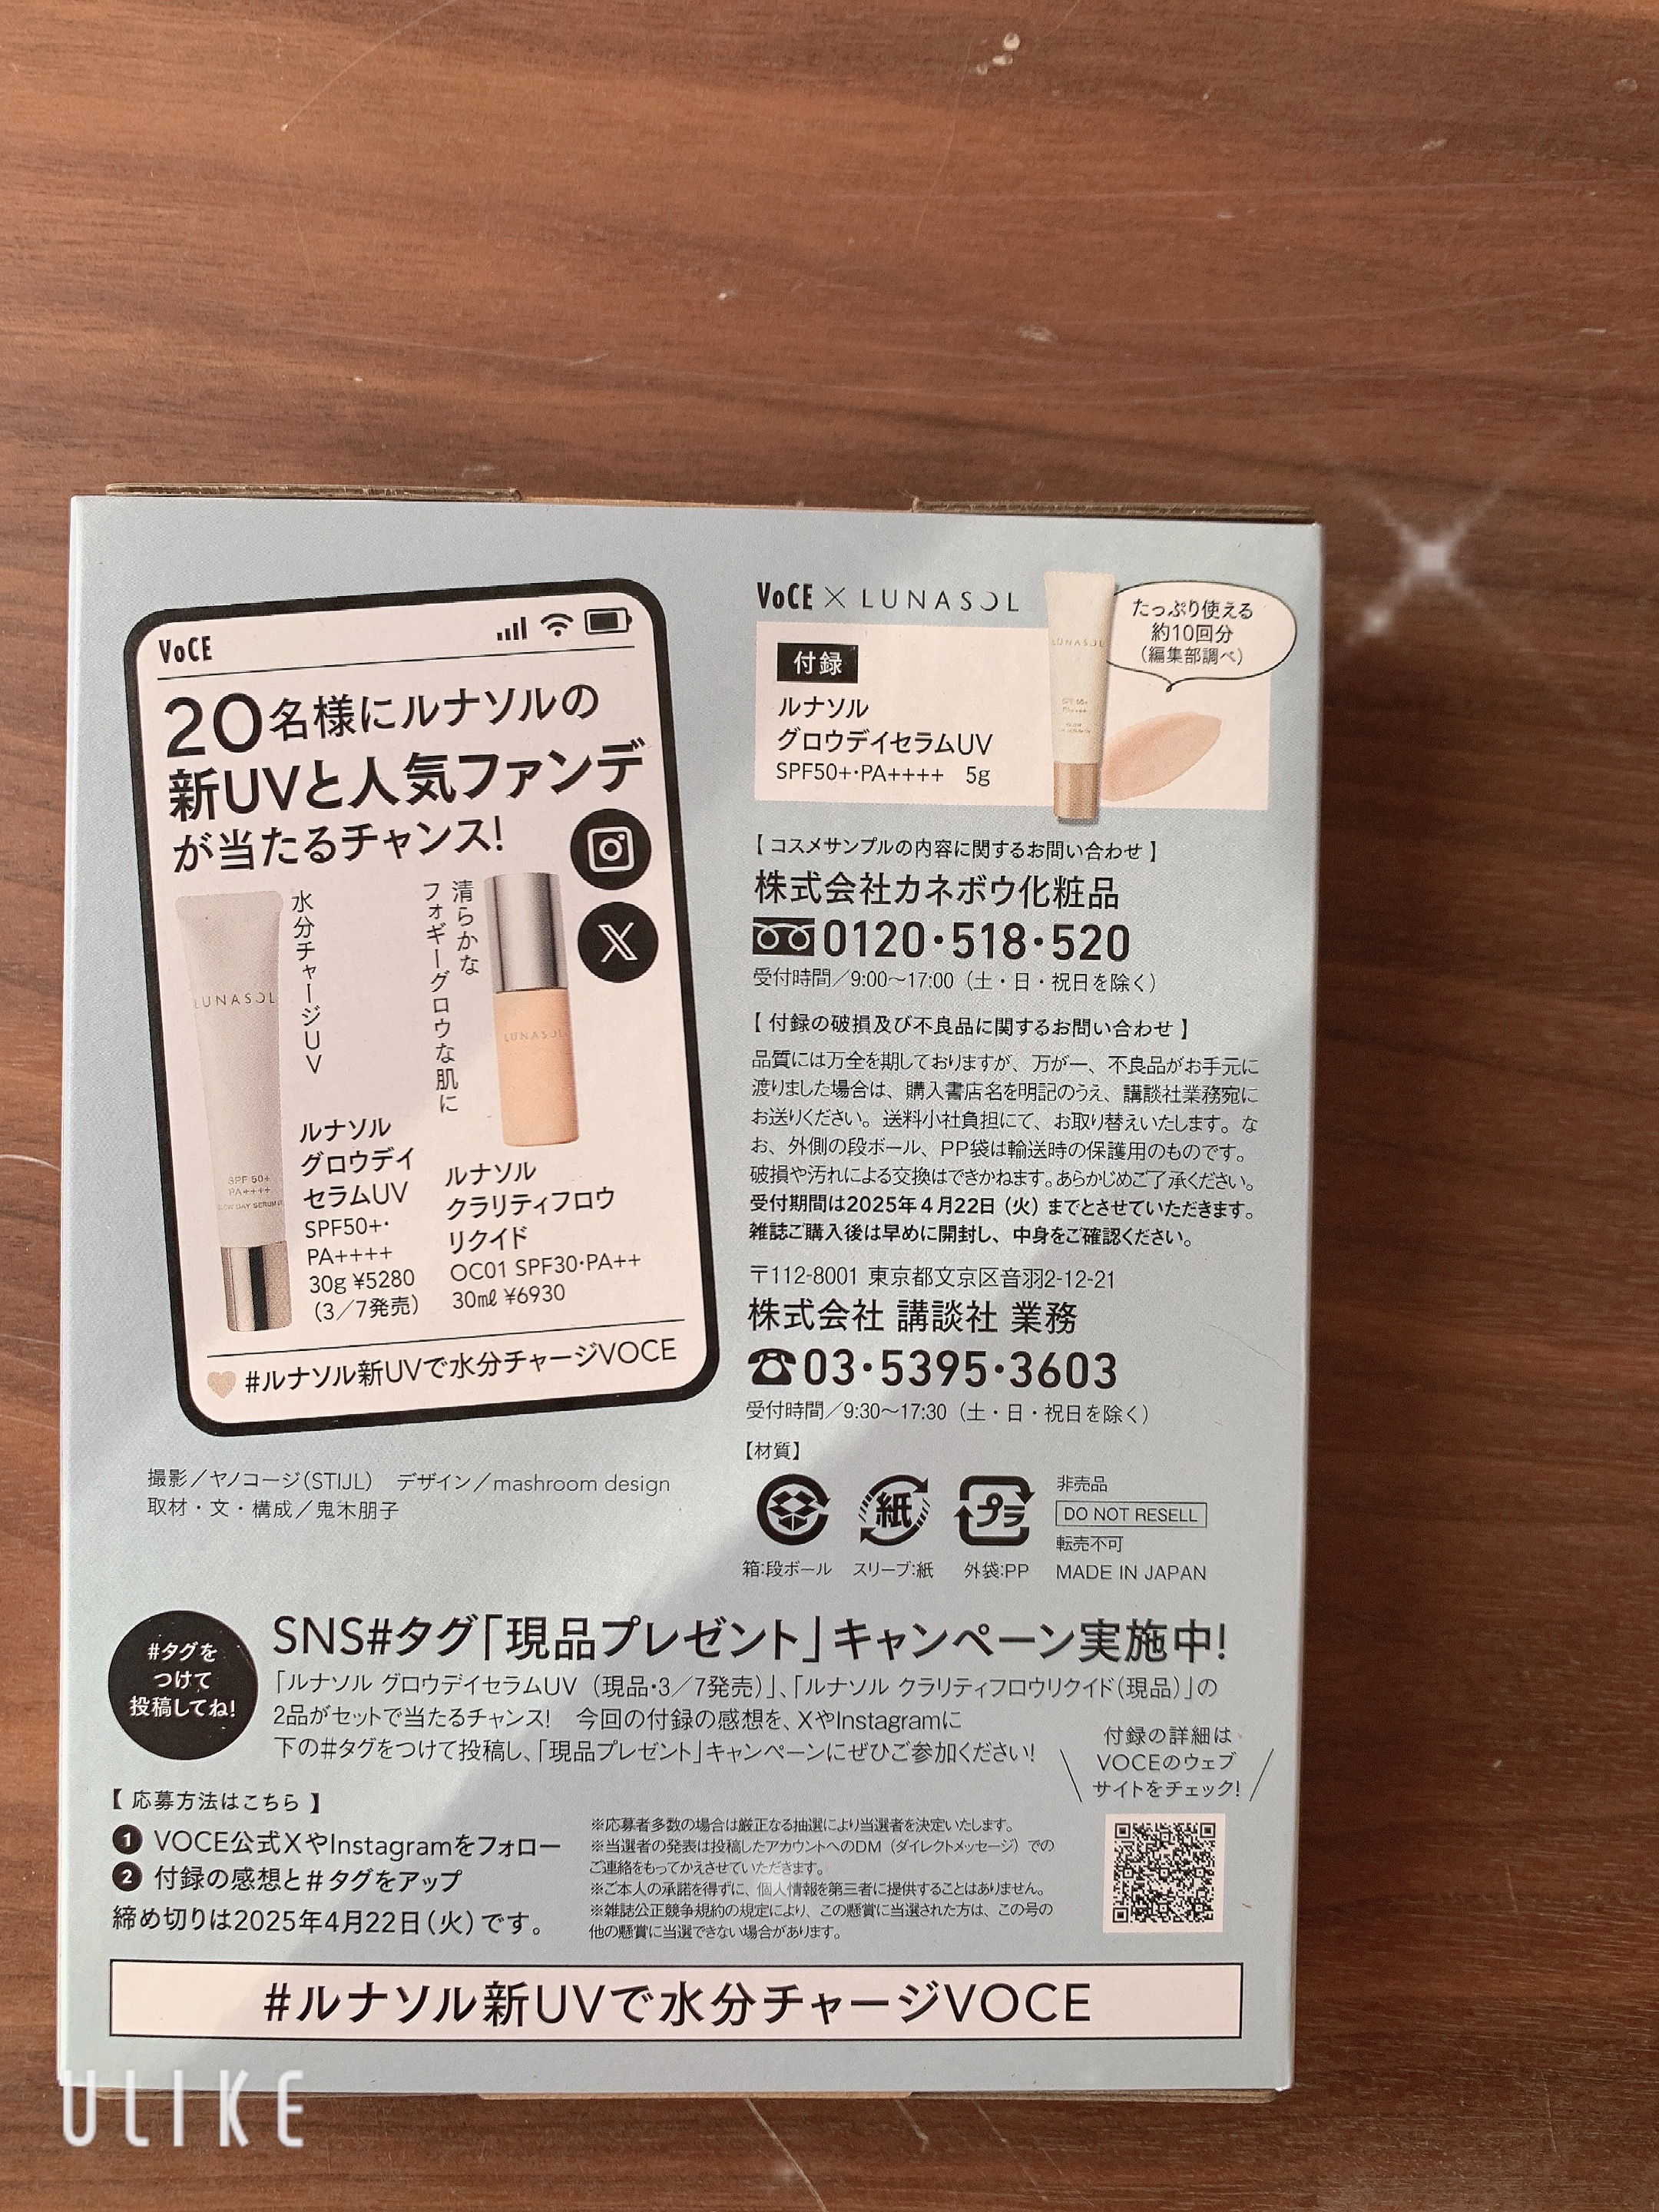 VoCE
20名様にルナソルの
新UVと人気ファンデ
が当たるチャンス!
水分チャージUV
LUNASOL
SPF 50+
PA++++
ルナソル
グロウデイ
セラムUV
SPF50+・
PA++++
30g ¥5280
(3/7発売)
清らかな
フォギーグロウな肌に
LUNASOL
ルナソル
クラリティフロウ
リクイド
OC01 SPF30・PA++
30㎖ ¥6930
#ルナソル新UVで水分チャージVOCE
撮影/ヤノコージ(STIJL) デザイン/mashroom design
取材・文・構成/鬼木朋子
VoCE × LUNASOL
付録
ルナソル
グロウデイセラムUV
SPF50+・PA++++ 5g
LUNASOL
SPF 50+
PA++++
たっぷり使える
約10回分
(編集部調べ)
【コスメサンプルの内容に関するお問い合わせ】
株式会社カネボウ化粧品
0120・518・520
受付時間/9:00〜17:00(土・日・祝日を除く)
【付録の破損及び不良品に関するお問い合わせ】
品質には万全を期しておりますが、万が一、不良品がお手元に
渡りました場合は、購入書店名を明記のうえ、講談社業務宛に
お送りください。送料小社負担にて、お取り替えいたします。な
お、外側の段ボール、PP袋は輸送時の保護用のものです。
破損や汚れによる交換はできかねます。あらかじめご了承ください。
受付期間は2025年4月22日(火)までとさせていただきます。
雑誌ご購入後は早めに開封し、中身をご確認ください。
〒112-8001 東京都文京区音羽2-12-21
株式会社 講談社 業務
☎03・5395・3603
受付時間/9:30〜17:30(土・日・祝日を除く)
【材質】
紙
プラ
箱:段ボール スリーブ:紙 外袋:PP
非売品
DO NOT RESELL
転売不可
MADE IN JAPAN
#タグを
つけて
投稿してね!
SNS#タグ「現品プレゼント」キャンペーン実施中!
「ルナソル グロウデイセラムUV(現品・3/7発売)」、「ルナソル クラリティフロウリクイド(現品)」の
2品がセットで当たるチャンス! 今回の付録の感想を、XやInstagramに
下の#タグをつけて投稿し、「現品プレゼント」キャンペーンにぜひご参加ください!
付録の詳細は
VOCEのウェブ
サイトをチェック!
【応募方法はこちら】
❶ VOCE公式XやInstagramをフォロー
❷ 付録の感想と#タグをアップ
締め切りは2025年4月22日(火)です。
※応募者多数の場合は厳正なる抽選により当選者を決定いたします。
※当選者の発表は投稿したアカウントへのDM(ダイレクトメッセージ)での
ご連絡をもってかえさせていただきます。
※ご本人の承諾を得ずに、個人情報を第三者に提供することはありません。
※雑誌公正競争規約の規定により、この懸賞に当選された方は、この号の
他の懸賞に当選できない場合があります。
#ルナソル新UVで水分チャージVOCE
ULIKE